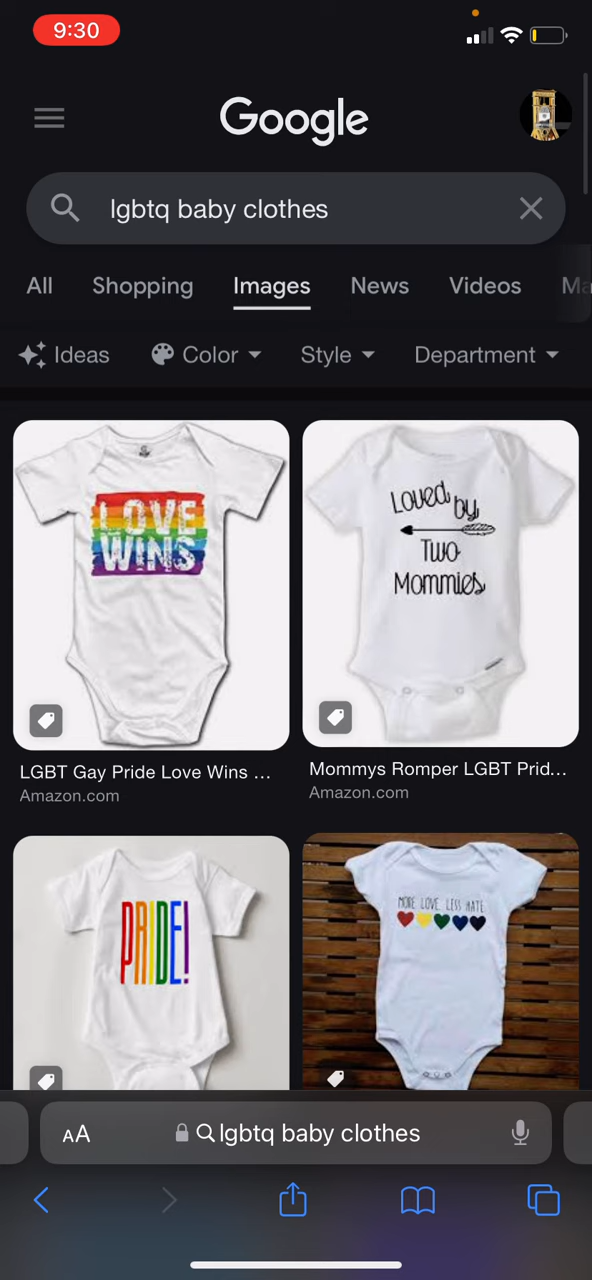 9:30
Google
lgbtq baby clothes
All Shopping Images News Videos Ma
Ideas Color Style Department
LOVE
WINS
Loved by
Two
Mommies
LGBT Gay Pride Love Wins ...
Amazon.com
Mommys Romper LGBT Prid...
Amazon.com
PRIDE!
MORE LOVE LESS HATE
AA lgbtq baby clothes